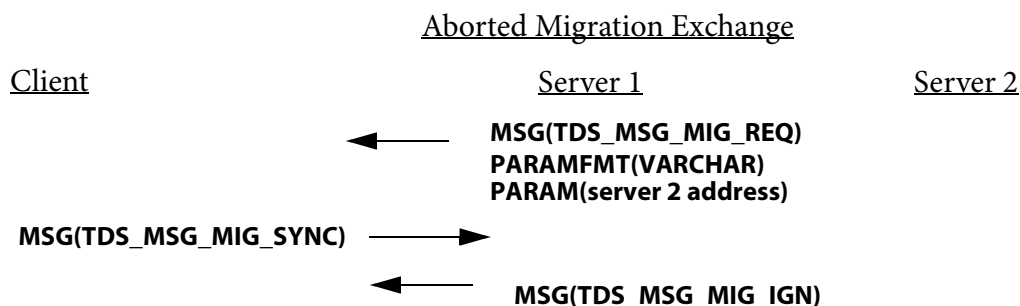 Aborted Migration Exchange
Client Server 1 Server 2
MSG(TDS_MSG_MIG_REQ)
PARAMFMT(VARCHAR)
PARAM(server 2 address)
MSG(TDS_MSG_MIG_SYNC)
MSG(TDS_MSG_MIG_IGN)